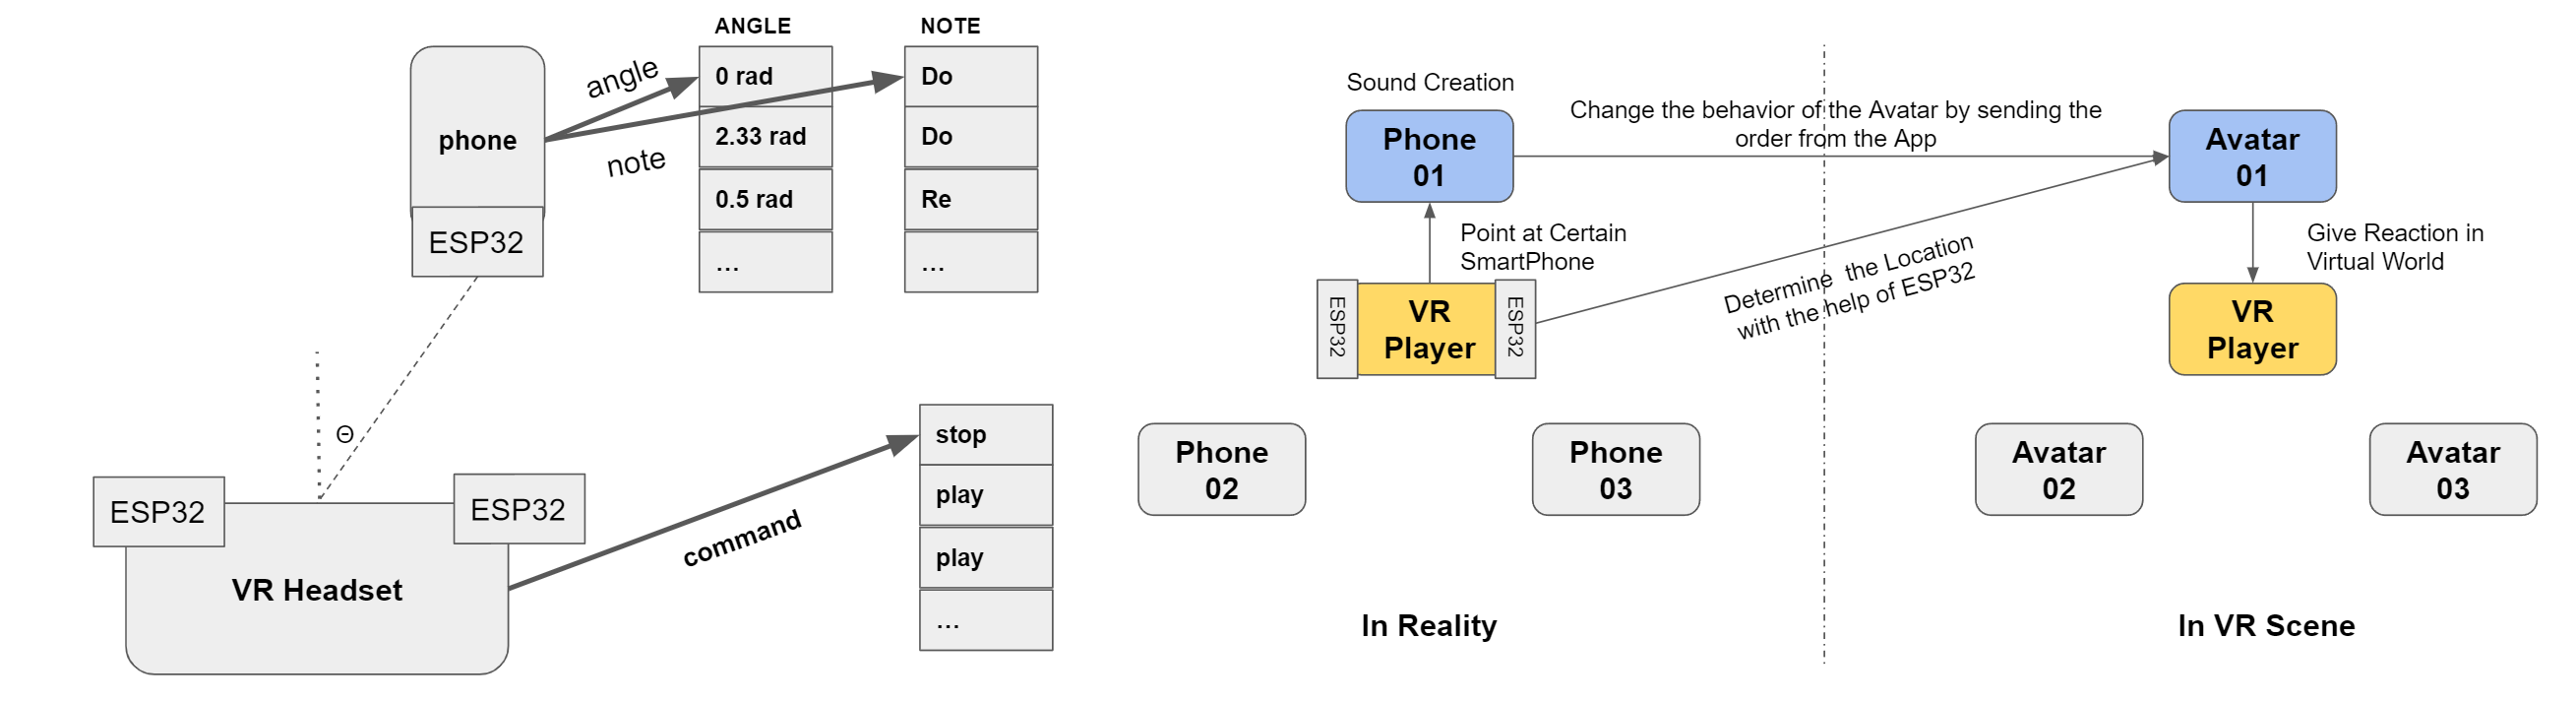 ANGLE
NOTE
phone
ESP32
angle
note
0 rad
2.33 rad
0.5 rad
...
Do
Do
Re
...
Θ
ESP32
ESP32
VR Headset
command
stop
play
play
...
Sound Creation
Phone
01
Change the behavior of the Avatar by sending the
order from the App
Avatar
01
Point at Certain
SmartPhone
ESP32
VR
Player
ESP32
Determine  the Location
with the help of ESP32
Give Reaction in
Virtual World
VR
Player
Phone
02
Phone
03
Avatar
02
Avatar
03
In Reality
In VR Scene